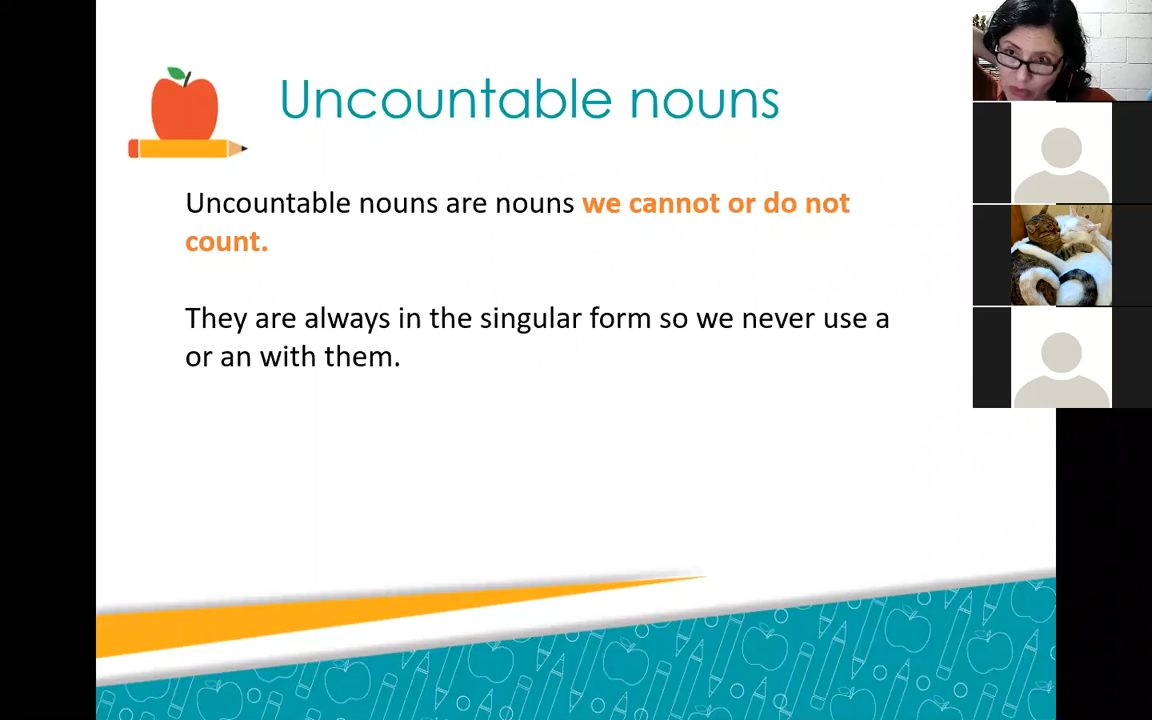 Uncountable nouns
Uncountable nouns are nouns we cannot or do not
count.
They are always in the singular form so we never use a
or an with them.